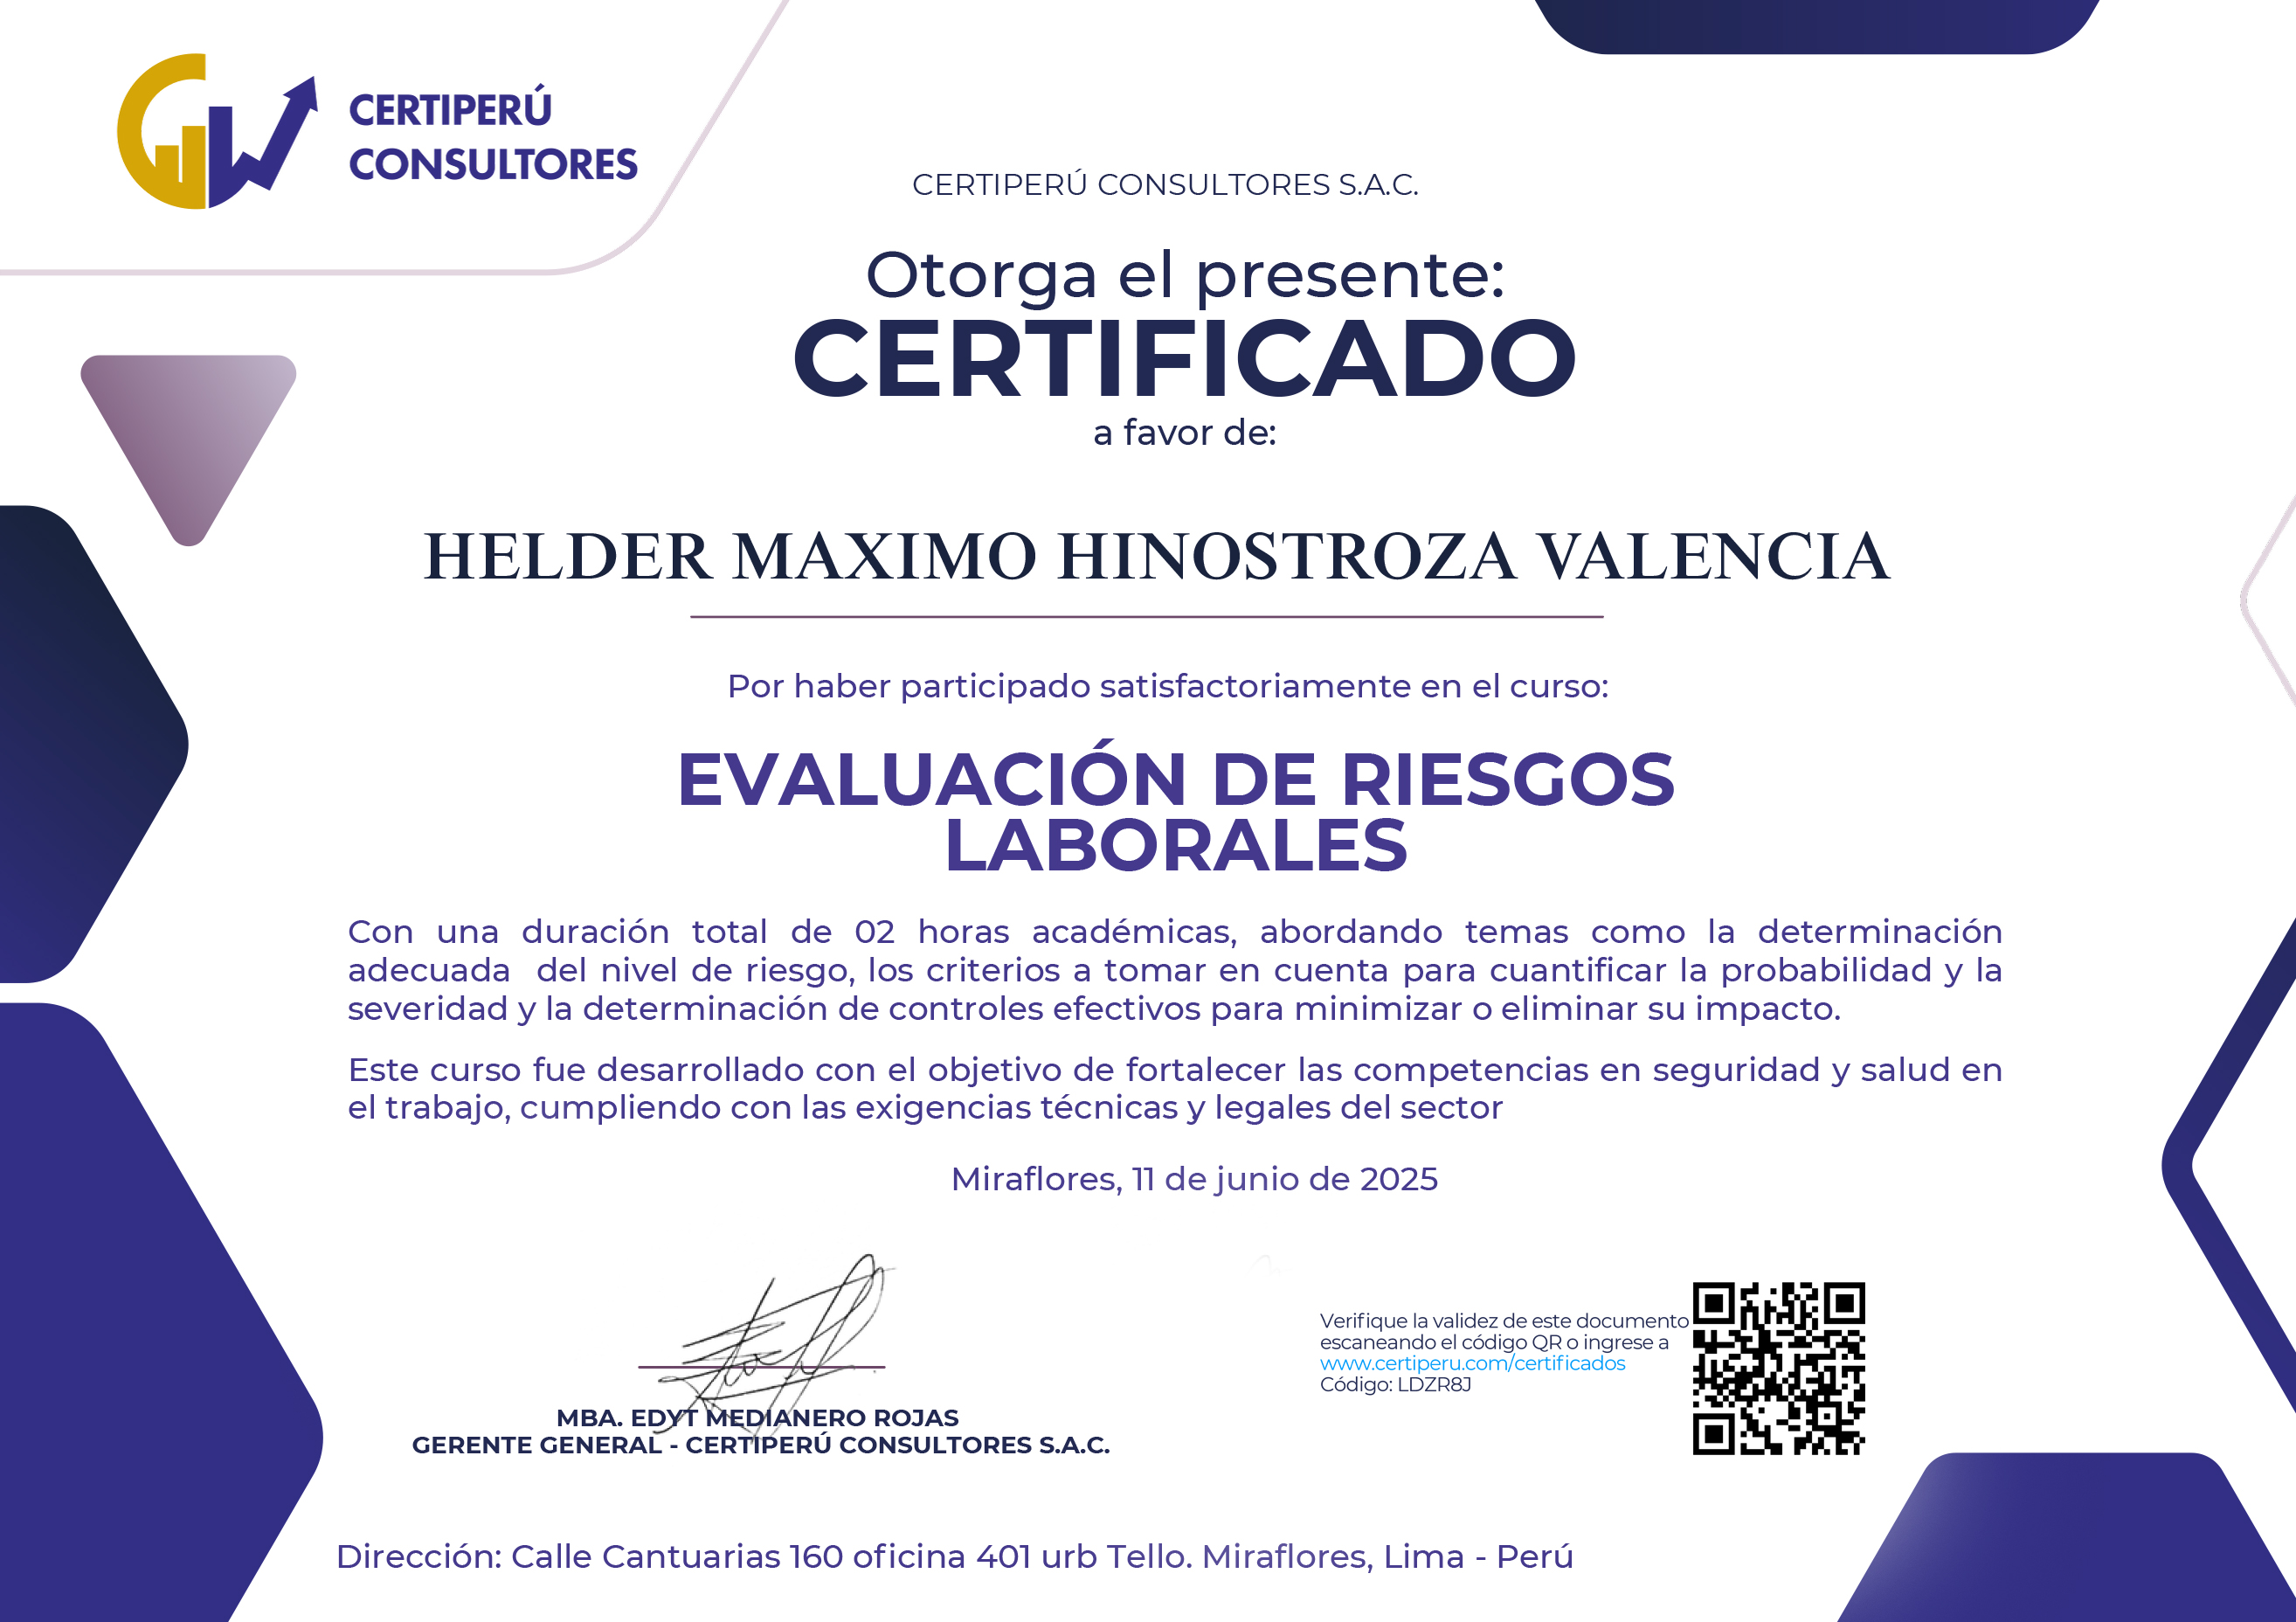 CERTIPERÚ
CONSULTORES
CERTIPERÚ CONSULTORES S.A.C.
Otorga el presente:
CERTIFICADO
a favor de:
HELDER MAXIMO HINOSTROZA VALENCIA
Por haber participado satisfactoriamente en el curso:
EVALUACIÓN DE RIESGOS
LABORALES
Con una duración total de 02 horas académicas, abordando temas como la determinación
adecuada del nivel de riesgo, los criterios a tomar en cuenta para cuantificar la probabilidad y la
severidad y la determinación de controles efectivos para minimizar o eliminar su impacto.
Este curso fue desarrollado con el objetivo de fortalecer las competencias en seguridad y salud en
el trabajo, cumpliendo con las exigencias técnicas y legales del sector
Miraflores, 11 de junio de 2025
MBA. EDYT MEDIANERO ROJAS
GERENTE GENERAL - CERTIPERÚ CONSULTORES S.A.C.
Verifique la validez de este documento
escaneando el código QR o ingrese a
www.certiperu.com/certificados
Código: LDZR8J
Dirección: Calle Cantuarias 160 oficina 401 urb Tello. Miraflores, Lima - Perú